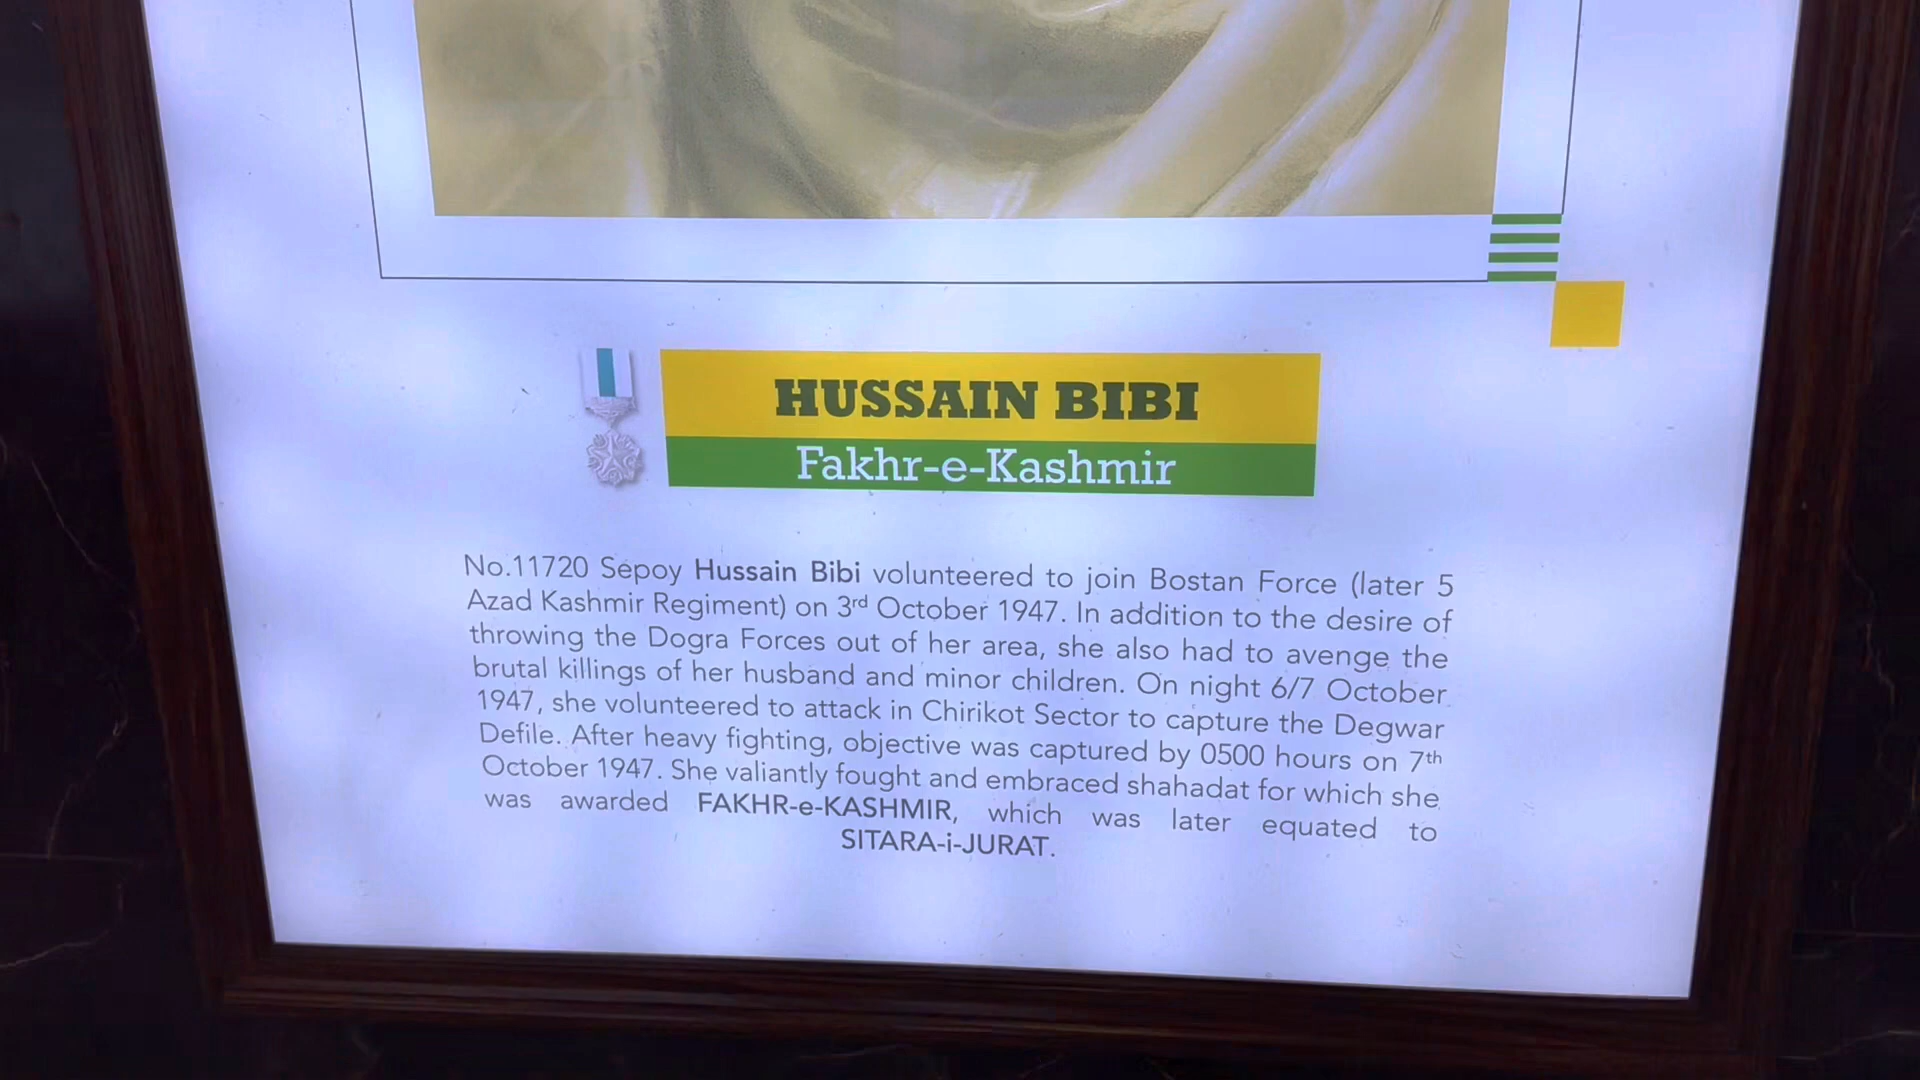 HUSSAIN BIBI
Fakhr-e-Kashmir
No.11720 Sepoy Hussain Bibi volunteered to join Bostan Force (later 5
Azad Kashmir Regiment) on 3rd October 1947. In addition to the desire of
throwing the Dogra Forces out of her area, she also had to avenge the
brutal killings of her husband and minor children. On night 6/7 October
1947, she volunteered to attack in Chirikot Sector to capture the Degwar
Defile. After heavy fighting, objective was captured by 0500 hours on 7th
October 1947. She valiantly fought and embraced shahadat for which she
was awarded FAKHR-e-KASHMIR, which was later equated to
SITARA-i-JURAT.